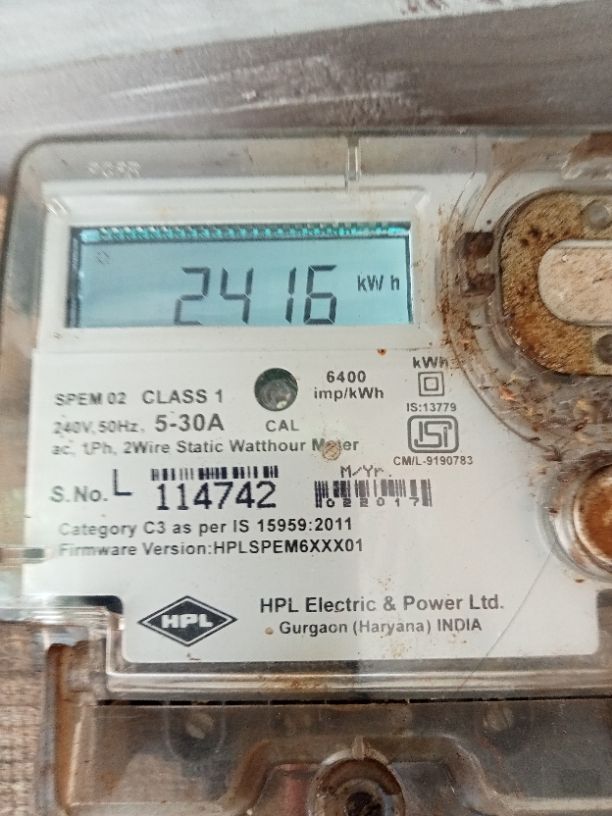 2416 kWh
SPEM 02 CLASS 1
6400
imp/kWh
kWh
240V, 50Hz, 5-30A
CAL
IS:13779
ac, 1Ph, 2Wire Static Watthour Meter
ISI
CM/L-9190783
S.No. L 114742
M/Yr.
022017
Category C3 as per IS 15959:2011
Firmware Version:HPLSPEM6XXX01
HPL
HPL Electric & Power Ltd.
Gurgaon (Haryana) INDIA